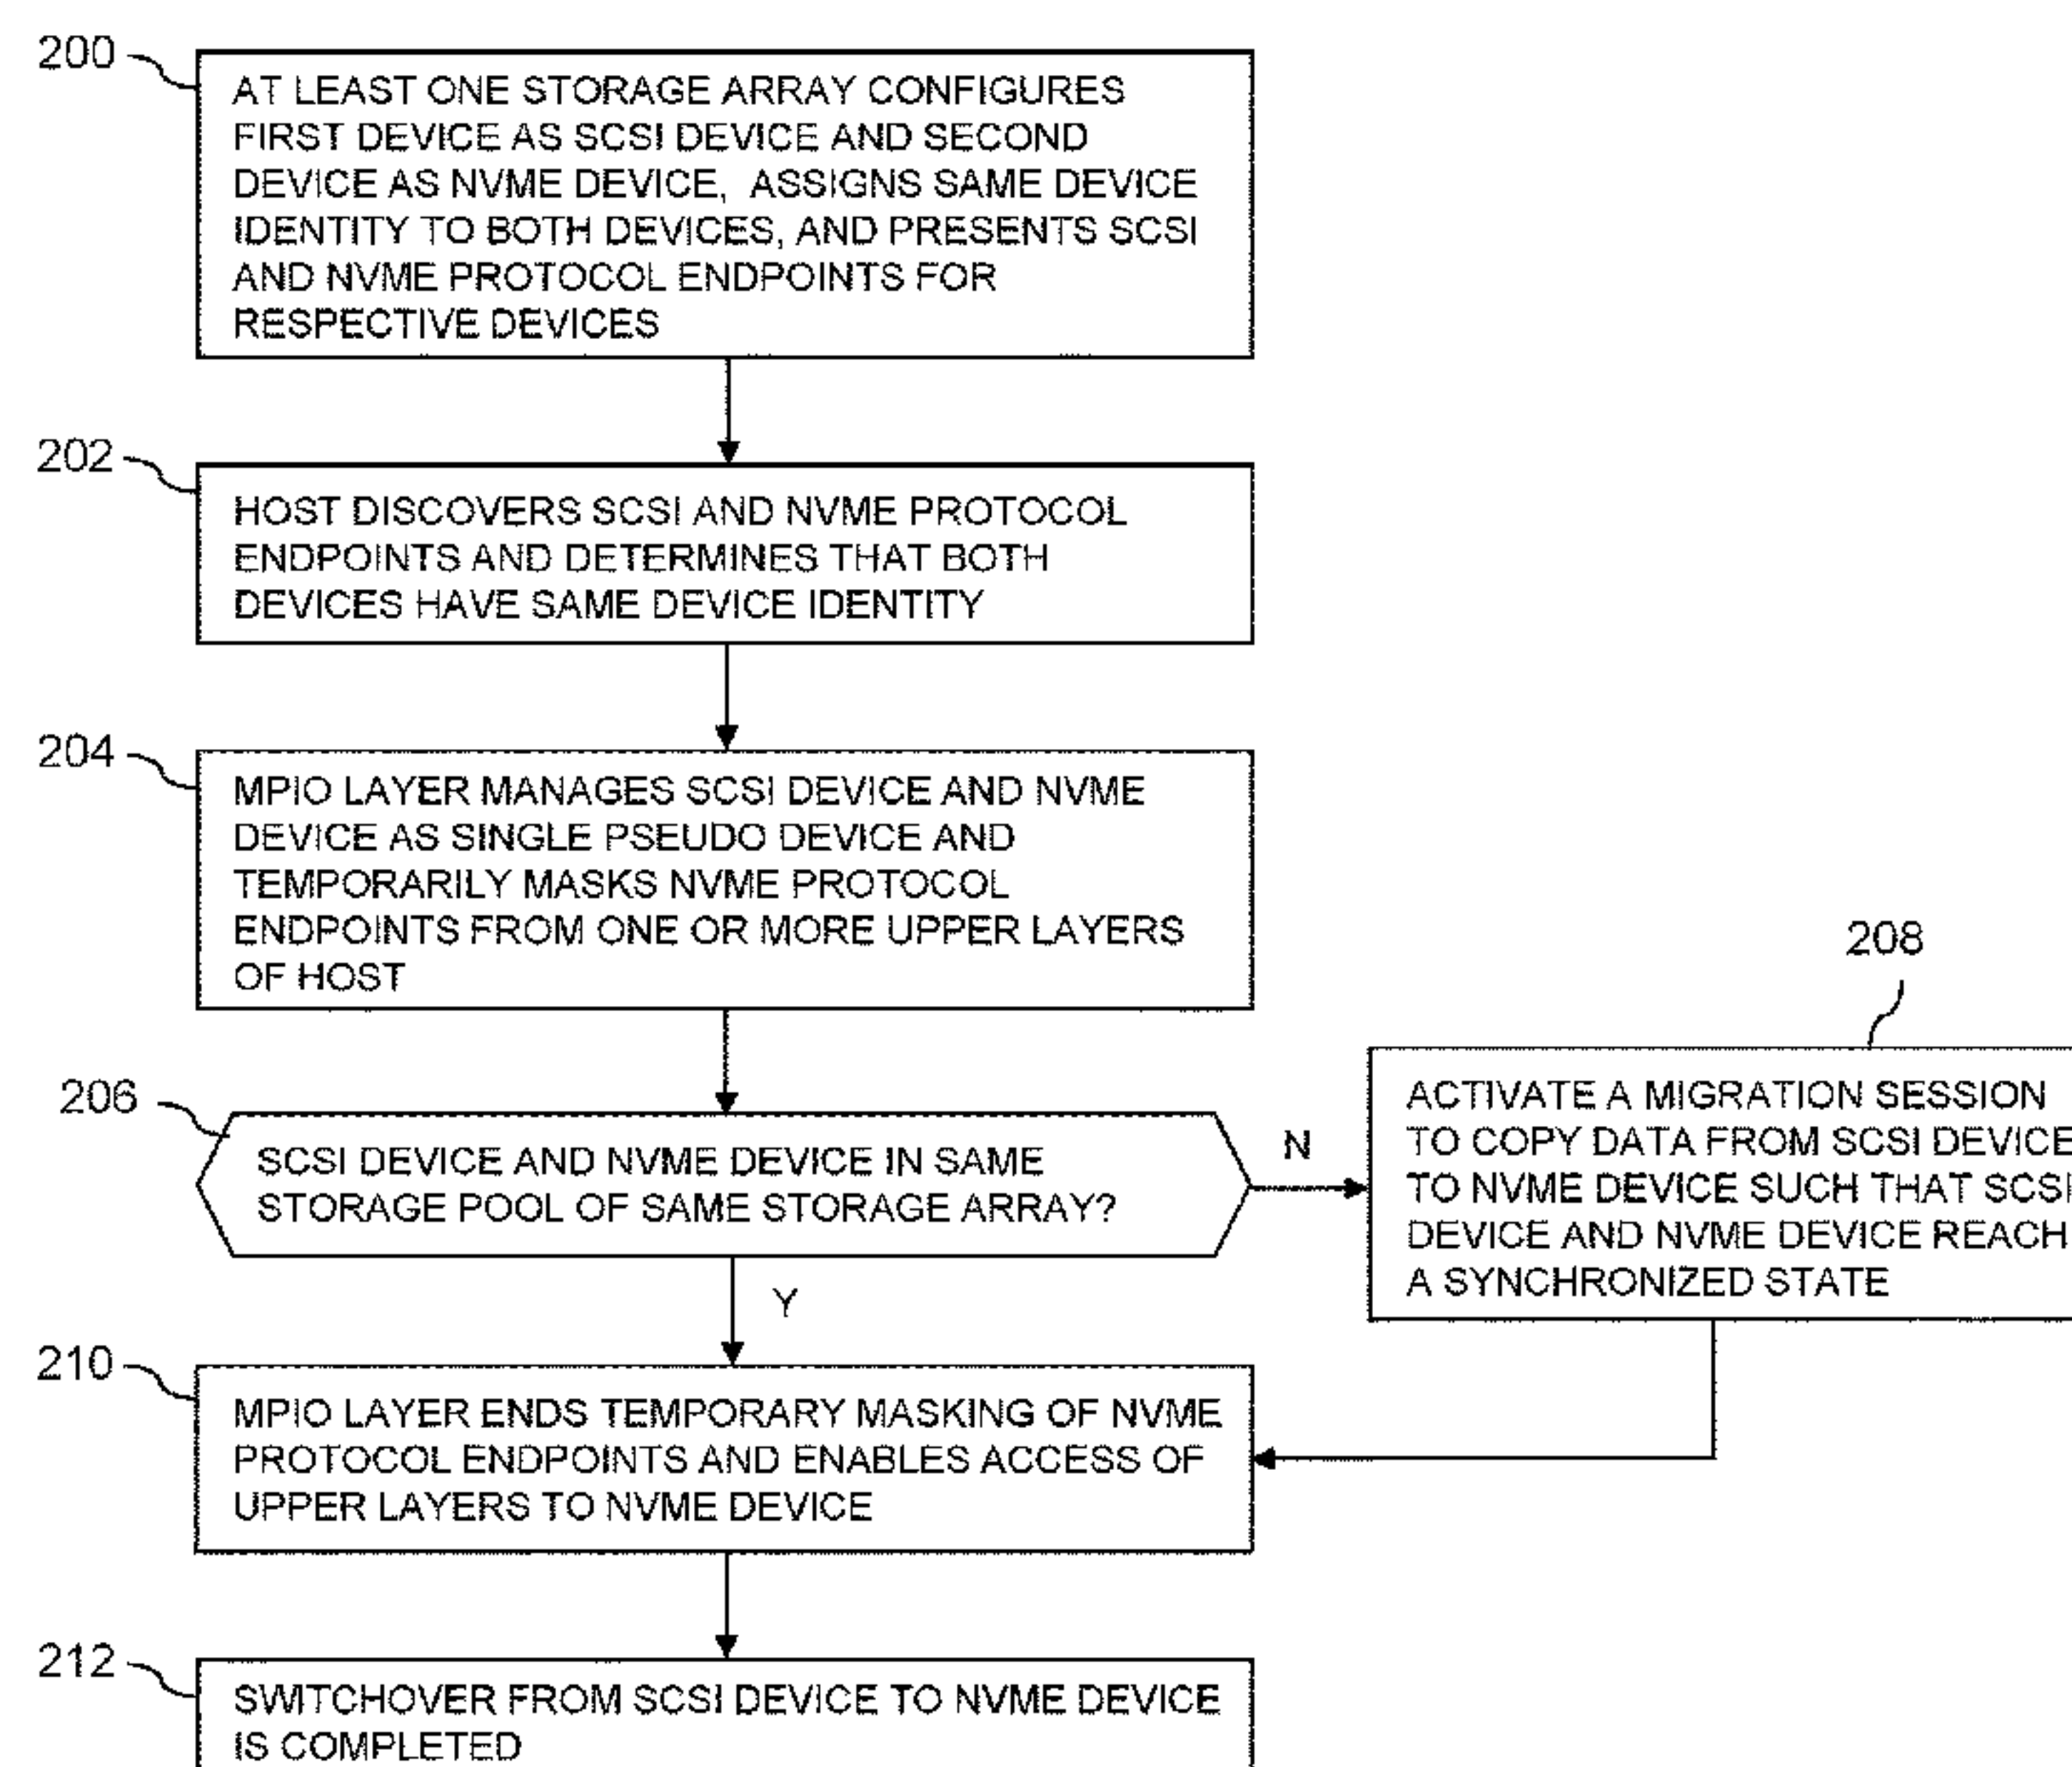 200
AT LEAST ONE STORAGE ARRAY CONFIGURES
FIRST DEVICE AS SCSI DEVICE AND SECOND
DEVICE AS NVME DEVICE, ASSIGNS SAME DEVICE
IDENTITY TO BOTH DEVICES, AND PRESENTS SCSI
AND NVME PROTOCOL ENDPOINTS FOR
RESPECTIVE DEVICES
202
HOST DISCOVERS SCSI AND NVME PROTOCOL
ENDPOINTS AND DETERMINES THAT BOTH
DEVICES HAVE SAME DEVICE IDENTITY
204
MPIO LAYER MANAGES SCSI DEVICE AND NVME
DEVICE AS SINGLE PSEUDO DEVICE AND
TEMPORARILY MASKS NVME PROTOCOL
ENDPOINTS FROM ONE OR MORE UPPER LAYERS
OF HOST
206
SCSI DEVICE AND NVME DEVICE IN SAME
STORAGE POOL OF SAME STORAGE ARRAY?
N
208
ACTIVATE A MIGRATION SESSION
TO COPY DATA FROM SCSI DEVICE
TO NVME DEVICE SUCH THAT SCSI
DEVICE AND NVME DEVICE REACH
A SYNCHRONIZED STATE
Y
210
MPIO LAYER ENDS TEMPORARY MASKING OF NVME
PROTOCOL ENDPOINTS AND ENABLES ACCESS OF
UPPER LAYERS TO NVME DEVICE
212
SWITCHOVER FROM SCSI DEVICE TO NVME DEVICE
IS COMPLETED